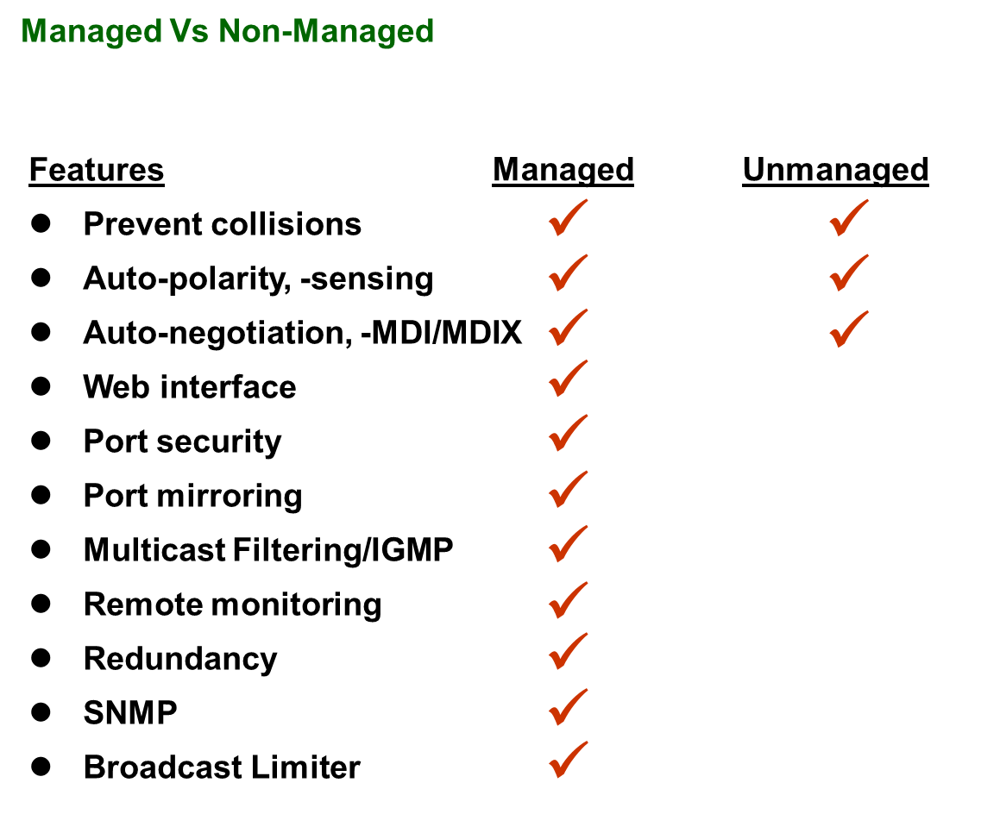 Managed Vs Non-Managed
Features Managed Unmanaged
Prevent collisions
Auto-polarity, -sensing
Auto-negotiation, -MDI/MDIX
Web interface
Port security
Port mirroring
Multicast Filtering/IGMP
Remote monitoring
Redundancy
SNMP
Broadcast Limiter